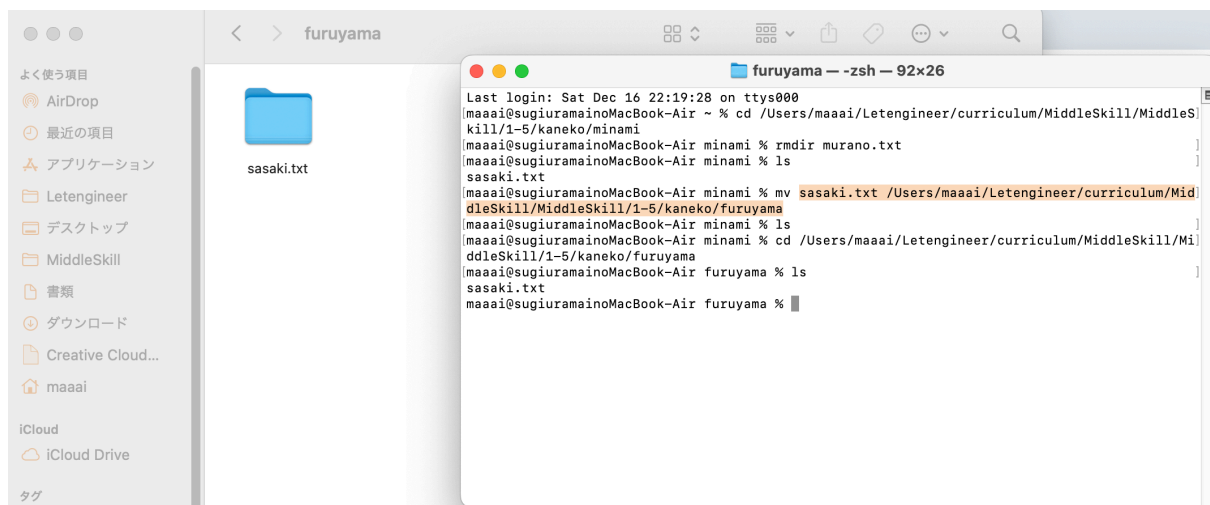 furuyama
よく使う項目
AirDrop
最近の項目
アプリケーション
Letengineer
デスクトップ
MiddleSkill
書類
ダウンロード
Creative Cloud...
maaai
iCloud
iCloud Drive
タグ
sasaki.txt
furuyama — -zsh — 92×26
Last login: Sat Dec 16 22:19:28 on ttys000
[maaai@sugiuramainoMacBook-Air ~ % cd /Users/maaai/Letengineer/curriculum/MiddleSkill/MiddleS]
kill/1-5/kaneko/minami
[maaai@sugiuramainoMacBook-Air minami % rmdir murano.txt ]
[maaai@sugiuramainoMacBook-Air minami % ls ]
sasaki.txt
[maaai@sugiuramainoMacBook-Air minami % mv sasaki.txt /Users/maaai/Letengineer/curriculum/Mid]
dleSkill/MiddleSkill/1-5/kaneko/furuyama
[maaai@sugiuramainoMacBook-Air minami % ls ]
[maaai@sugiuramainoMacBook-Air minami % cd /Users/maaai/Letengineer/curriculum/MiddleSkill/Mi]
ddleSkill/1-5/kaneko/furuyama
[maaai@sugiuramainoMacBook-Air furuyama % ls ]
sasaki.txt
maaai@sugiuramainoMacBook-Air furuyama %